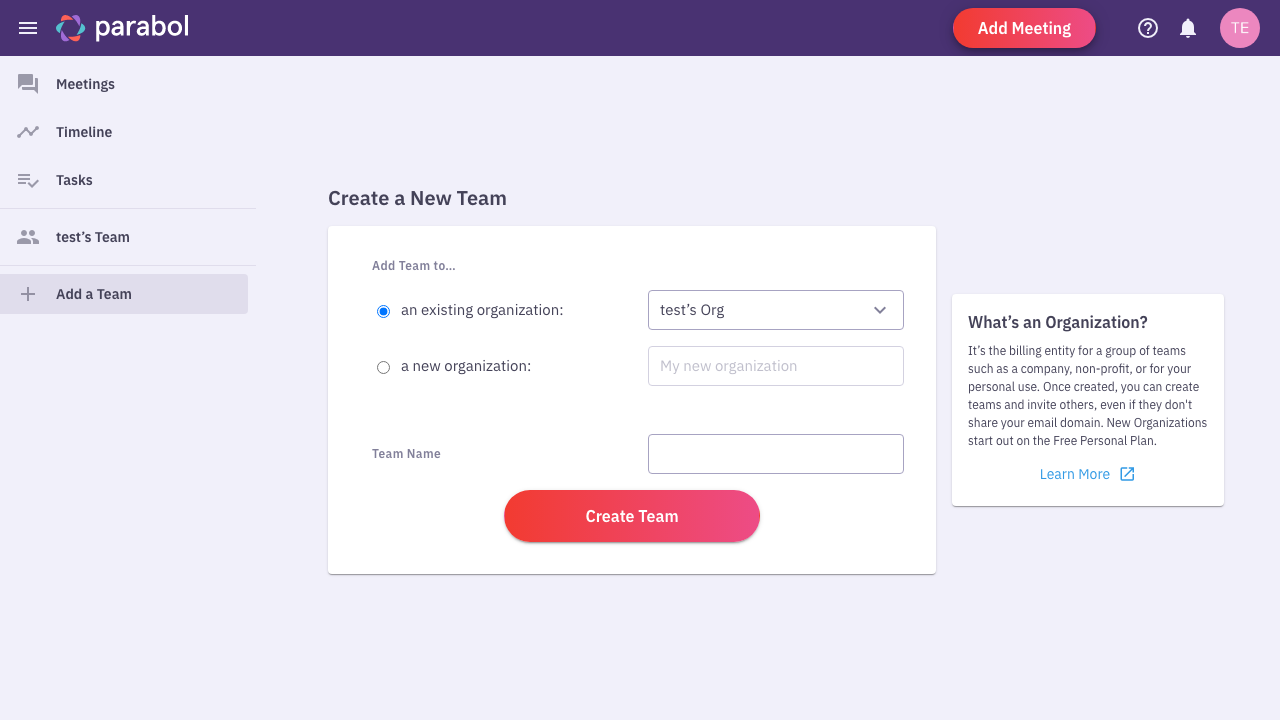 parabol
Add Meeting
TE
Meetings
Timeline
Tasks
test’s Team
Add a Team
Create a New Team
Add Team to…
an existing organization:
test’s Org
a new organization:
My new organization
Team Name
Create Team
What’s an Organization?
It’s the billing entity for a group of teams
such as a company, non-profit, or for your
personal use. Once created, you can create
teams and invite others, even if they don't
share your email domain. New Organizations
start out on the Free Personal Plan.
Learn More